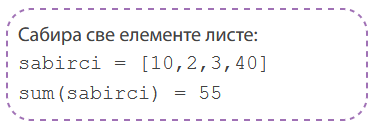 Сабира све елементе листе:
sabirci = [10,2,3,40]
sum(sabirci) = 55